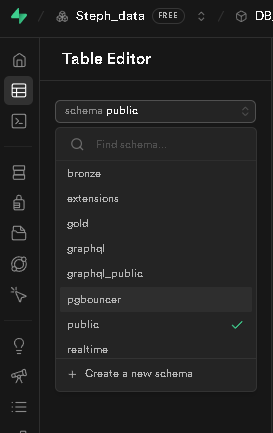 / Steph_data FREE / DB_
Table Editor
schema public
Find schema...
bronze
extensions
gold
graphql
graphql_public
pgbouncer
public
realtime
+ Create a new schema